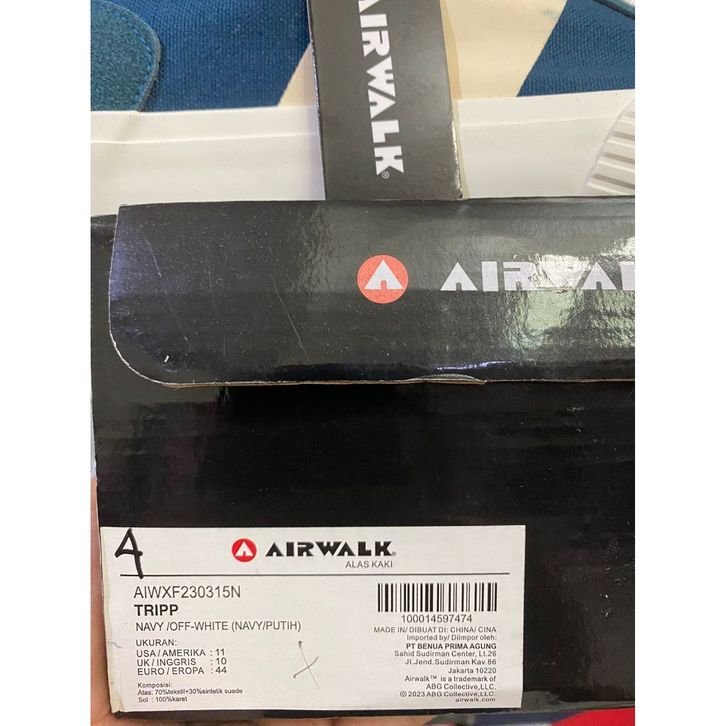 AIRWALK®
AIRWAL
4
AIRWALK®
ALAS KAKI
AIWXF230315N
TRIPP
NAVY /OFF-WHITE (NAVY/PUTIH)
UKURAN:
USA / AMERIKA : 11
UK / INGGRIS : 10
EURO / EROPA : 44
Komposisi:
Atas: 70%tekstil+30%sintetik suede
Sol : 100%karet
100014597474
MADE IN/ DIBUAT DI: CHINA/ CINA
Imported by/ Diimpor oleh:
PT BENUA PRIMA AGUNG
Sahid Sudirman Center, Lt.26
Jl.Jend.Sudirman Kav.86
Jakarta 10220
Airwalk™ is a trademark of
ABG Collective,LLC.
© 2023 ABG Collective,LLC.
airwalk.com